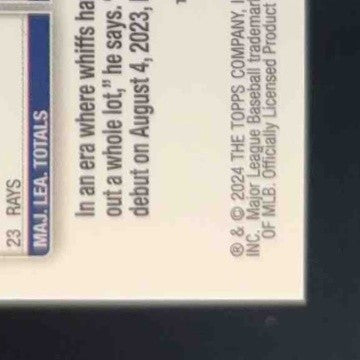 23 RAYS
MAJ. LEA. TOTALS
In an era where whiffs ha
out a whole lot,” he says.
debut on August 4, 2023,
® & © 2024 THE TOPPS COMPANY,
INC. Major League Baseball trademar
OF MLB. Officially Licensed Product